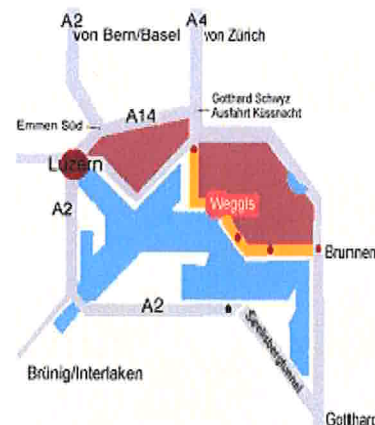 A2
A4
von Bern/Basel
von Zürich
Gotthard Schwyz
Ausfahrt Küssnacht
A14
Emmen Süd
Luzern
Weggis
A2
Brunnen
A2
Seelisbergtunnel
Brünig/Interlaken
Gotthard